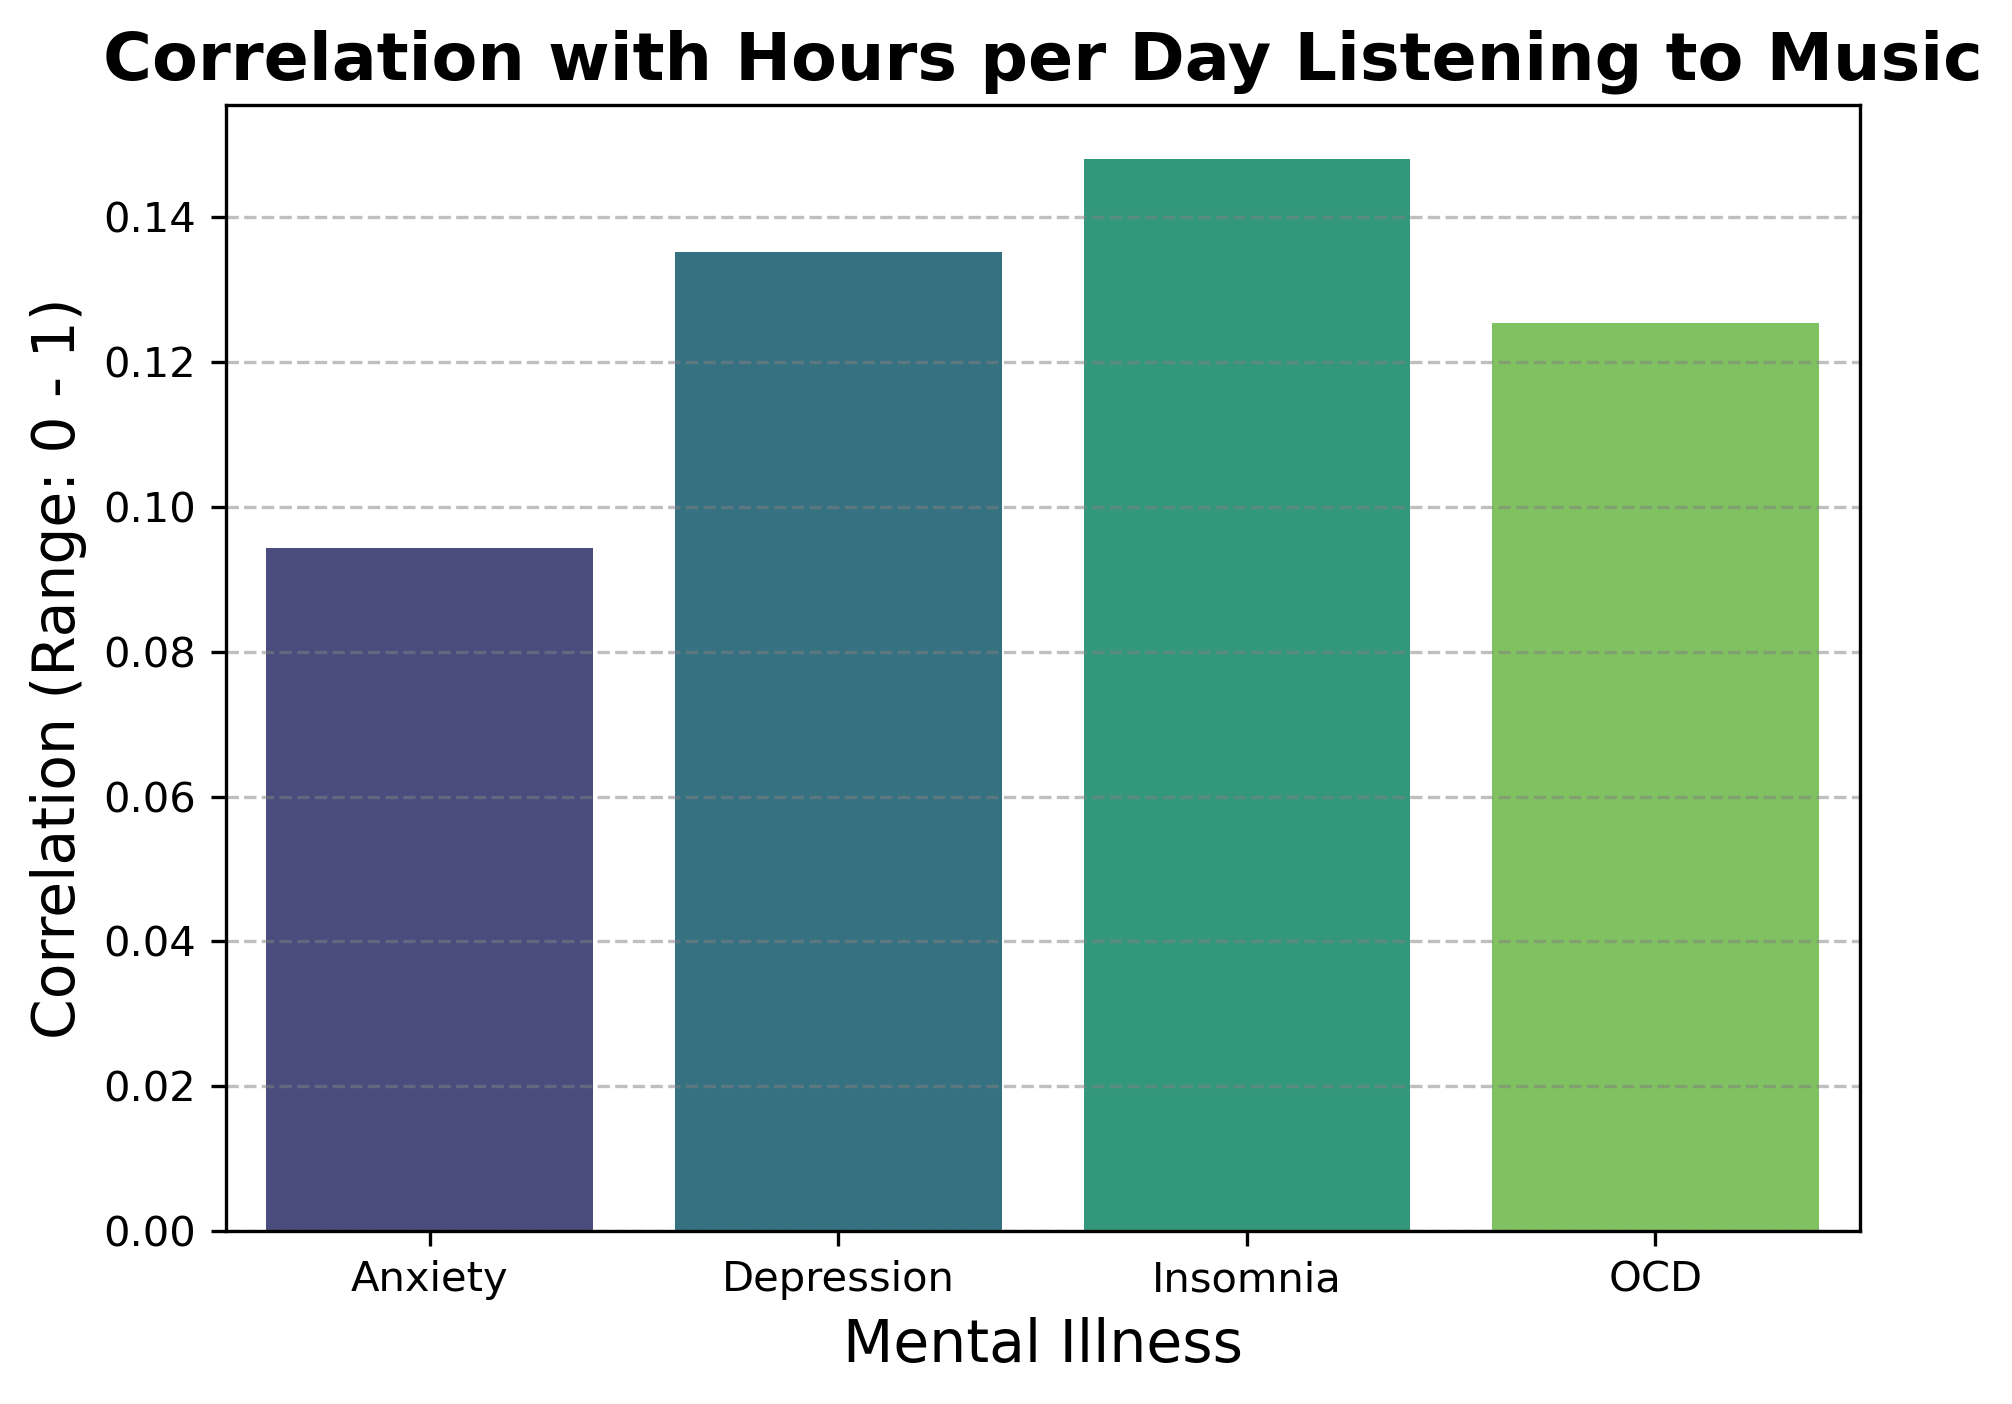 Correlation with Hours per Day Listening to Music
Correlation (Range: 0 - 1)
0.14
0.12
0.10
0.08
0.06
0.04
0.02
0.00
Anxiety Depression Insomnia OCD
Mental Illness